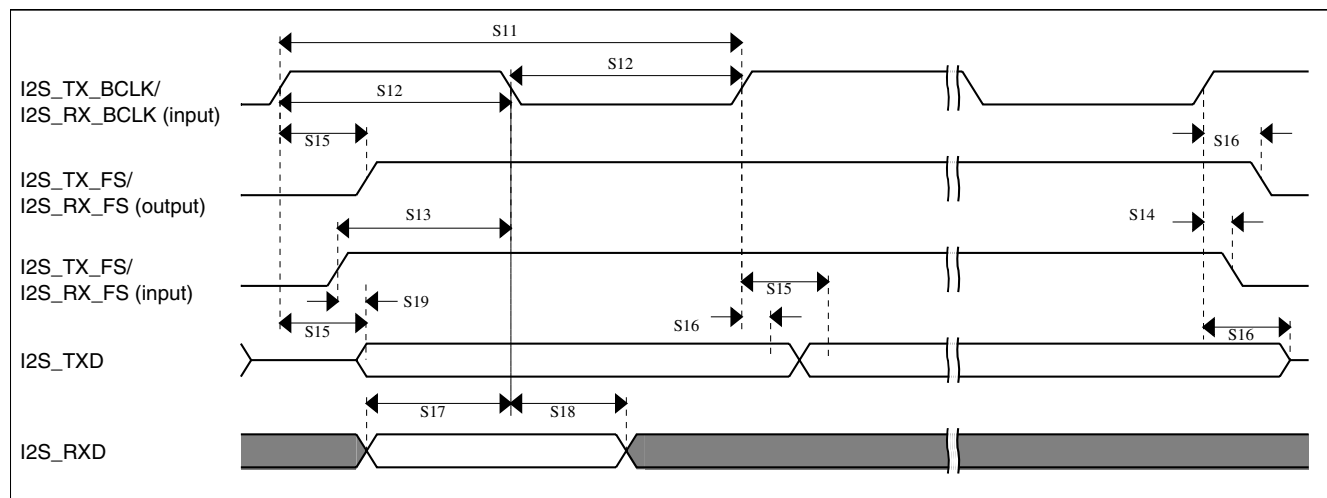 S11
S12
I2S_TX_BCLK/
I2S_RX_BCLK (input)
S12
S15
S16
I2S_TX_FS/
I2S_RX_FS (output)
S13
S14
I2S_TX_FS/
I2S_RX_FS (input)
S15
S19
S15
S16
S16
I2S_TXD
S17
S18
I2S_RXD